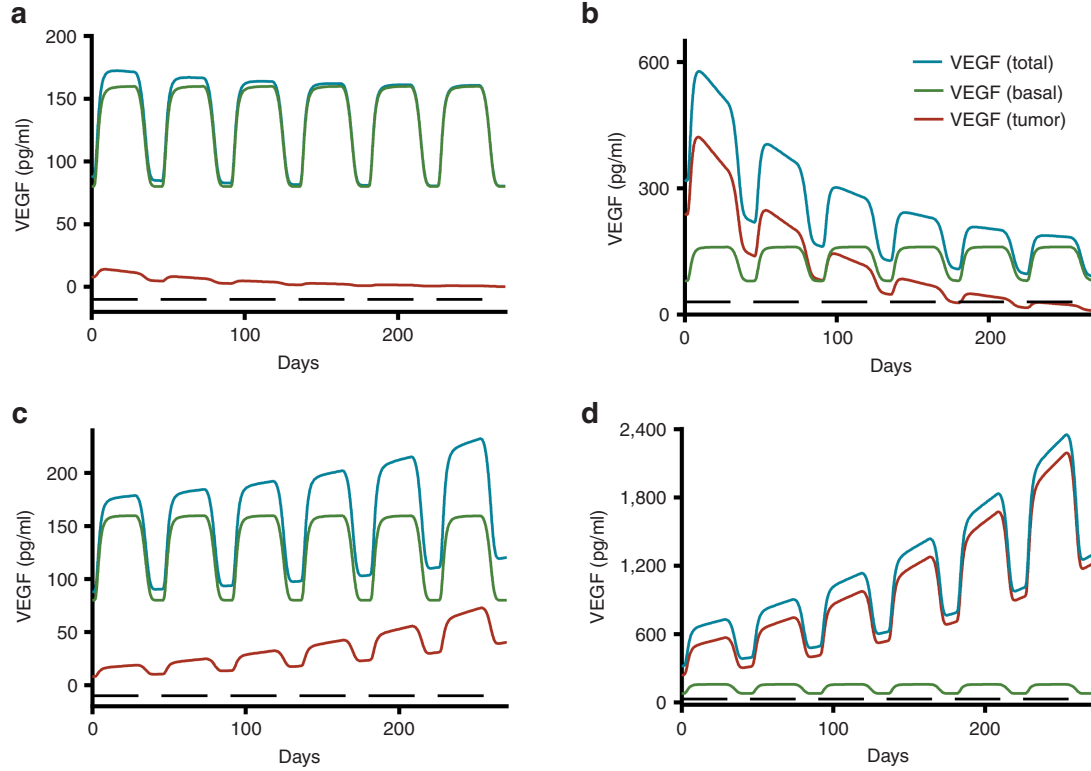 a
200
150
100
50
0
VEGF (pg/ml)
0 100 200
Days
b
600
300
0
VEGF (pg/ml)
VEGF (total)
VEGF (basal)
VEGF (tumor)
0 100 200
Days
c
200
150
100
50
0
VEGF (pg/ml)
0 100 200
Days
d
2,400
1,800
1,200
600
0
VEGF (pg/ml)
0 100 200
Days